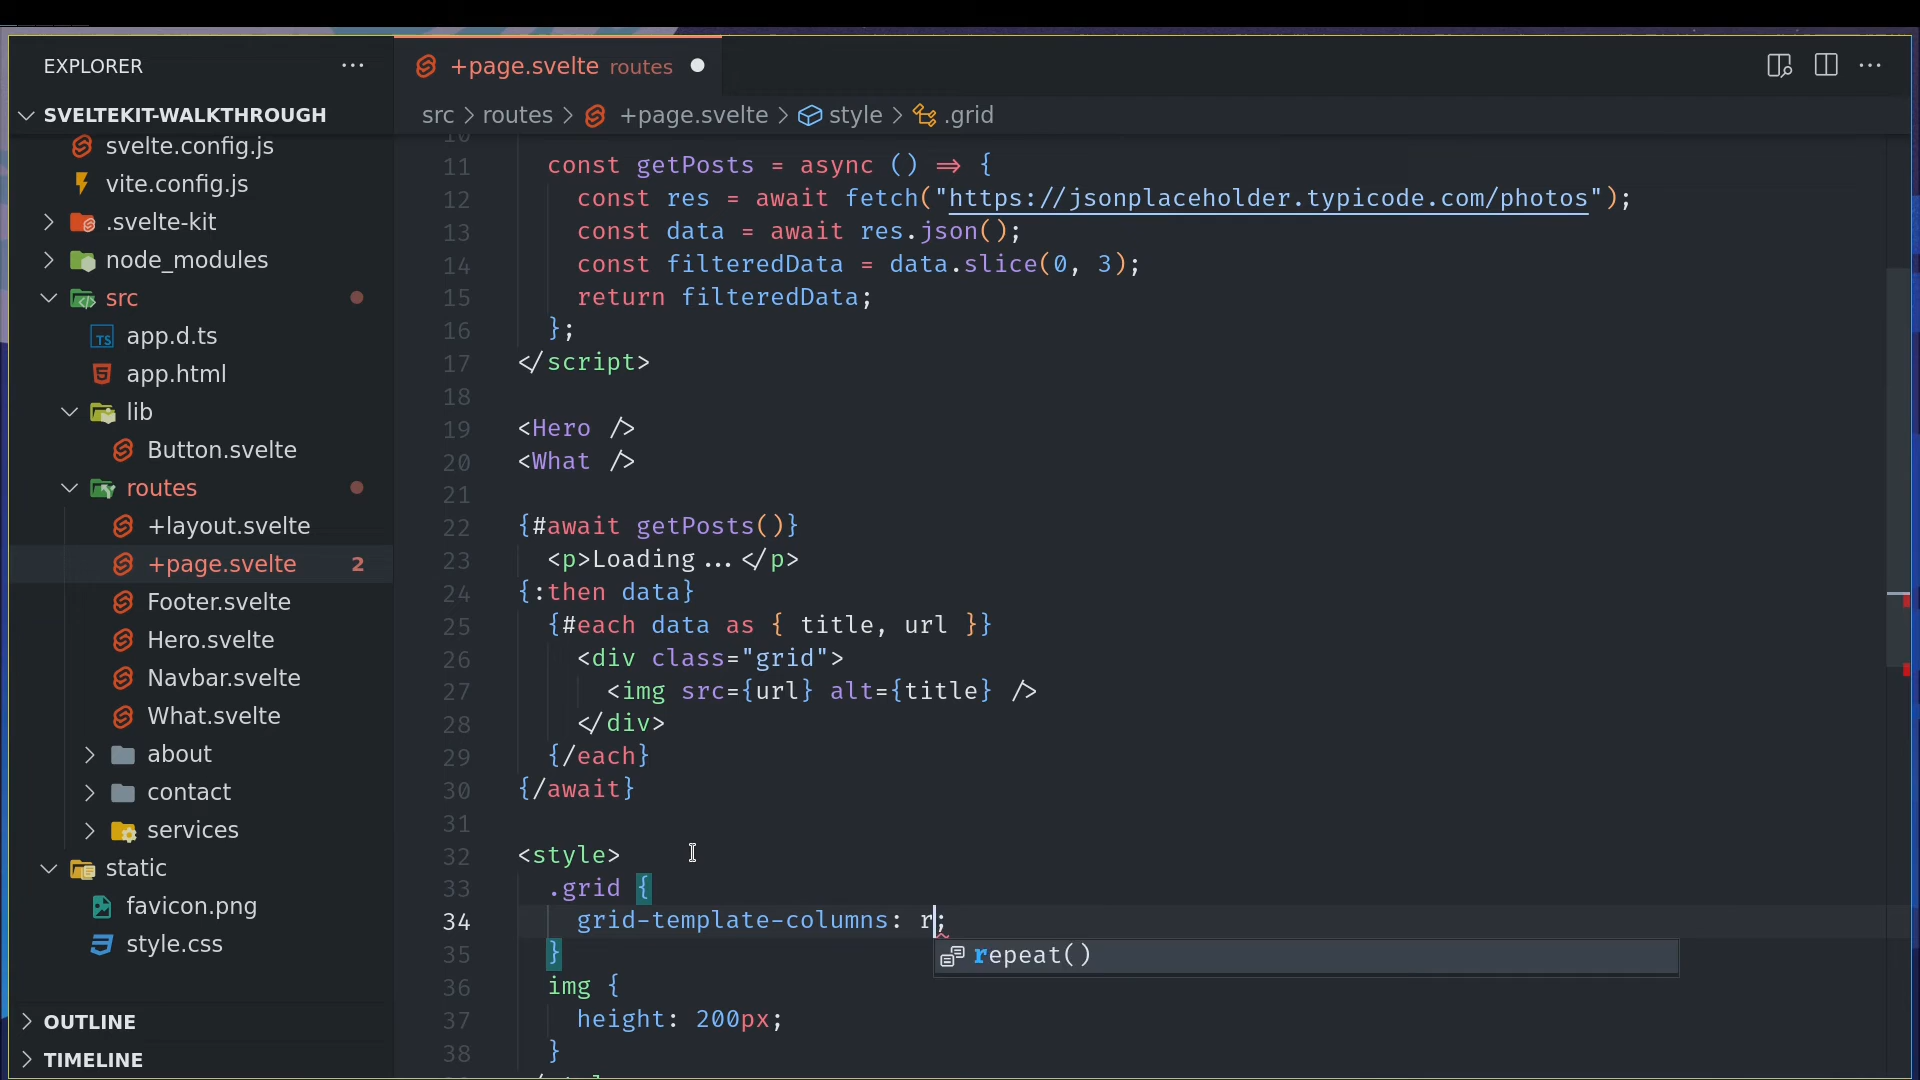 EXPLORER
SVELTEKIT-WALKTHROUGH
svelte.config.js
vite.config.js
.svelte-kit
node_modules
src
app.d.ts
app.html
lib
Button.svelte
routes
+layout.svelte
+page.svelte 2
Footer.svelte
Hero.svelte
Navbar.svelte
What.svelte
about
contact
services
static
favicon.png
style.css
OUTLINE
TIMELINE
+page.svelte routes
src > routes > +page.svelte > style > .grid
10
11 const getPosts = async () => {
12 const res = await fetch("https://jsonplaceholder.typicode.com/photos");
13 const data = await res.json();
14 const filteredData = data.slice(0, 3);
15 return filteredData;
16 };
17 </script>
18
19 <Hero />
20 <What />
21
22 {#await getPosts()}
23 <p>Loading...</p>
24 {:then data}
25 {#each data as { title, url }}
26 <div class="grid">
27 <img src={url} alt={title} />
28 </div>
29 {/each}
30 {/await}
31
32 <style>
33 .grid {
34 grid-template-columns: r;
repeat()
35 }
36 img {
37 height: 200px;
38 }